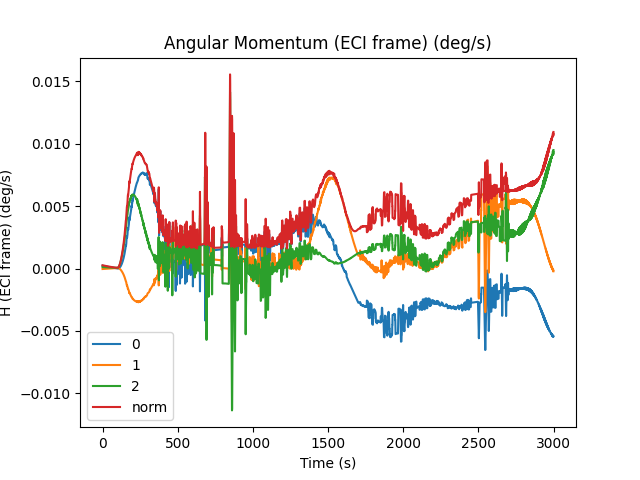 Angular Momentum (ECI frame) (deg/s)
H (ECI frame) (deg/s)
0.015
0.010
0.005
0.000
−0.005
−0.010
0
1
2
norm
0 500 1000 1500 2000 2500 3000
Time (s)